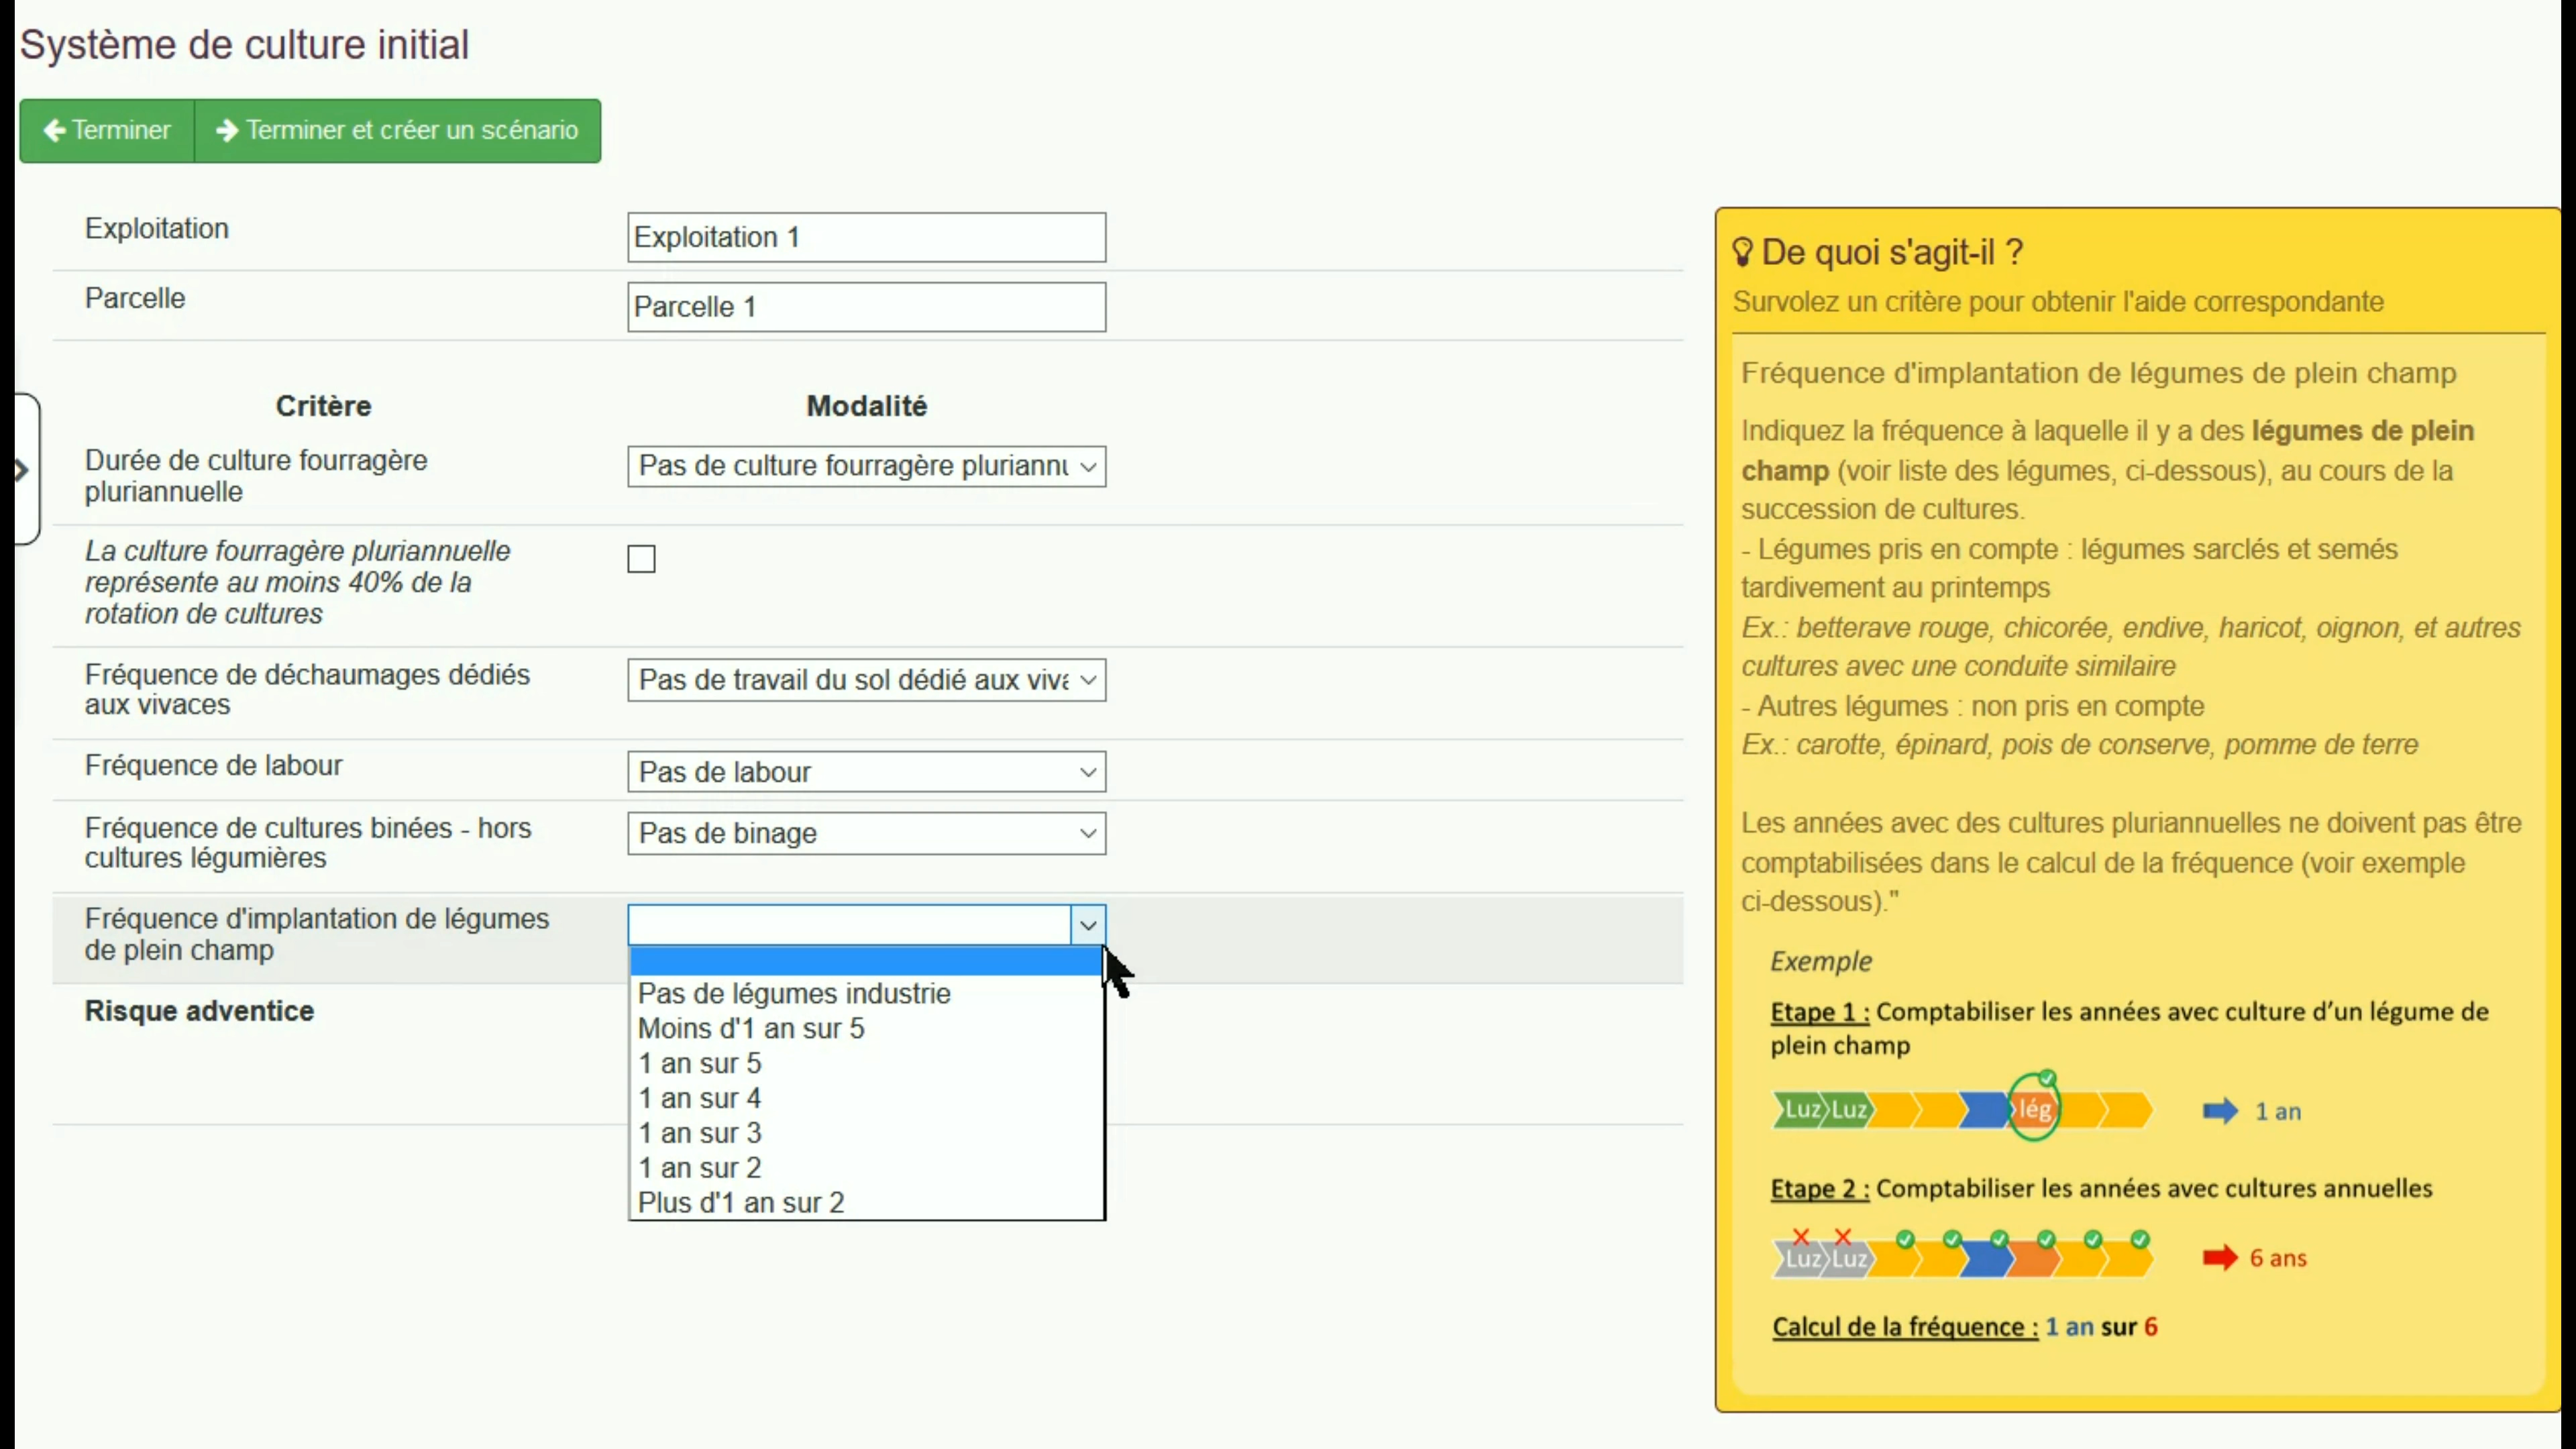 Système de culture initial
Terminer
Terminer et créer un scénario
Exploitation
Exploitation 1
Parcelle
Parcelle 1
Critère
Modalité
Durée de culture fourragère
pluriannuelle
Pas de culture fourragère pluriannu
La culture fourragère pluriannuelle
représente au moins 40% de la
rotation de cultures
Fréquence de déchaumages dédiés
aux vivaces
Pas de travail du sol dédié aux viva
Fréquence de labour
Pas de labour
Fréquence de cultures binées - hors
cultures légumières
Pas de binage
Fréquence d'implantation de légumes
de plein champ
Pas de légumes industrie
Moins d'1 an sur 5
1 an sur 5
1 an sur 4
1 an sur 3
1 an sur 2
Plus d'1 an sur 2
Risque adventice
De quoi s'agit-il ?
Survolez un critère pour obtenir l'aide correspondante
Fréquence d'implantation de légumes de plein champ
Indiquez la fréquence à laquelle il y a des légumes de plein
champ (voir liste des légumes, ci-dessous), au cours de la
succession de cultures.
- Légumes pris en compte : légumes sarclés et semés
tardivement au printemps
Ex.: betterave rouge, chicorée, endive, haricot, oignon, et autres
cultures avec une conduite similaire
- Autres légumes : non pris en compte
Ex.: carotte, épinard, pois de conserve, pomme de terre
Les années avec des cultures pluriannuelles ne doivent pas être
comptabilisées dans le calcul de la fréquence (voir exemple
ci-dessous)."
Exemple
Etape 1 : Comptabiliser les années avec culture d’un légume de
plein champ
Luz Luz lég 1 an
Etape 2 : Comptabiliser les années avec cultures annuelles
Luz Luz 6 ans
Calcul de la fréquence : 1 an sur 6